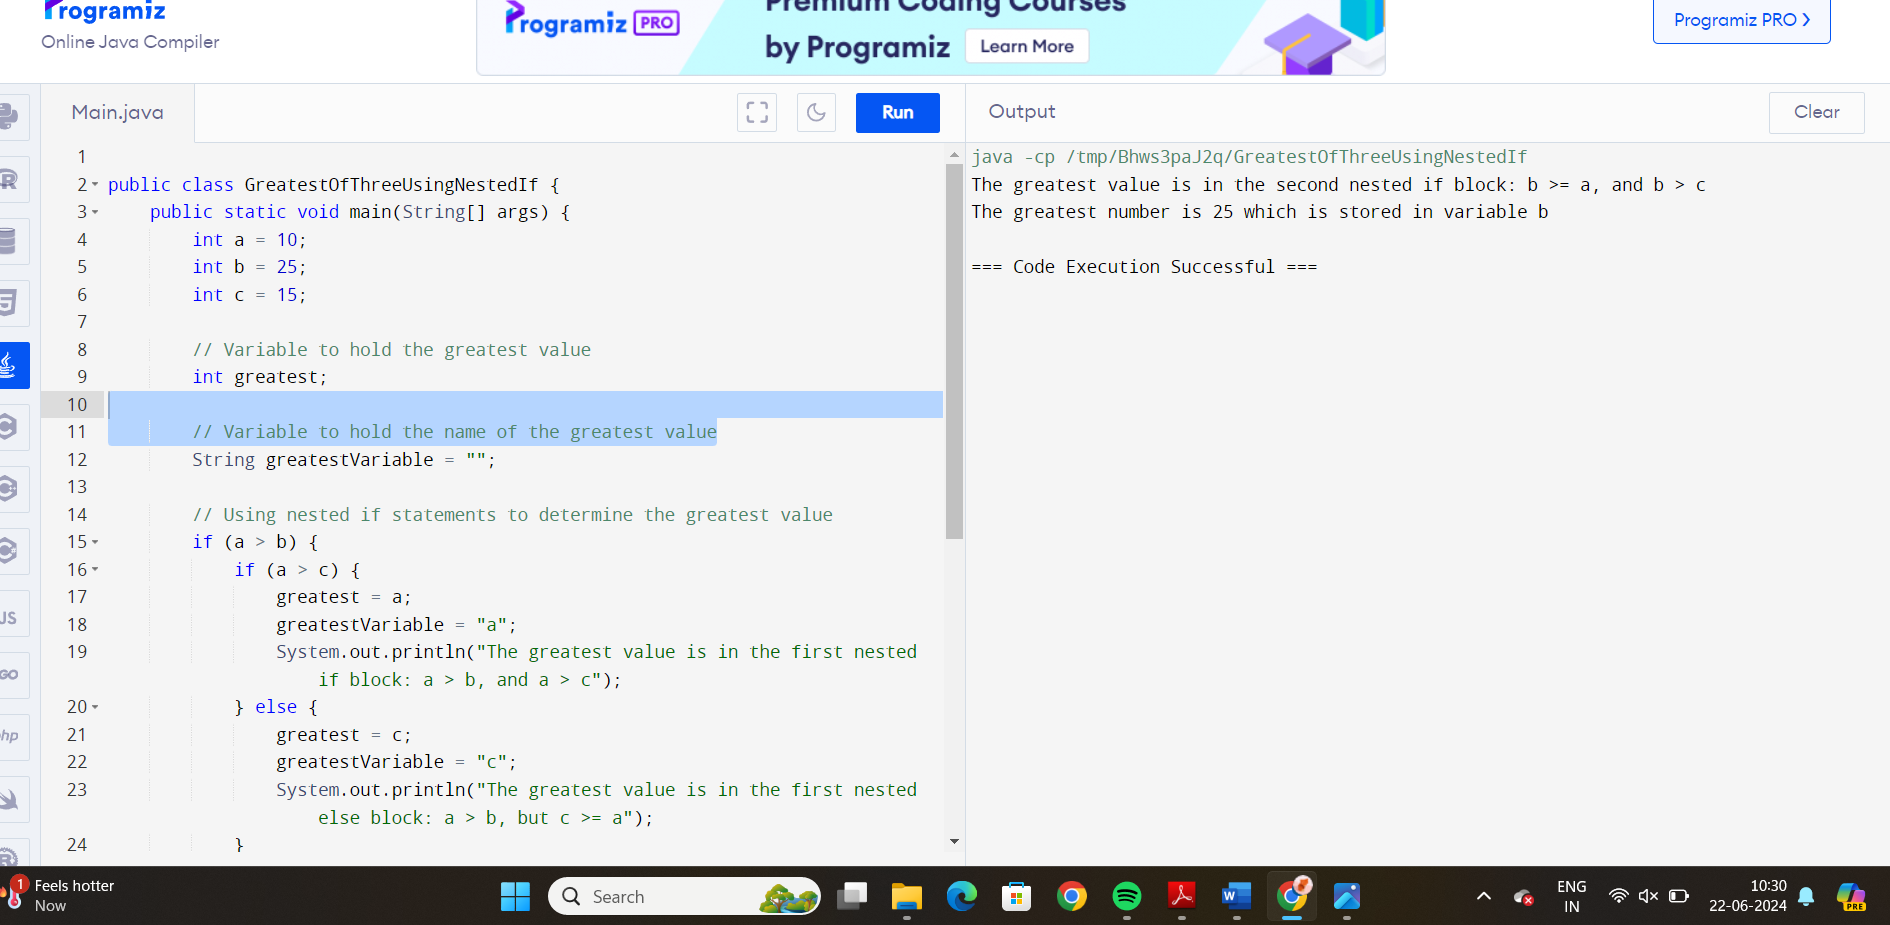 Programiz
Online Java Compiler
Programiz PRO
Premium Coding Courses
by Programiz
Learn More
Programiz PRO
Main.java
Run
Output
Clear
1
2 public class GreatestOfThreeUsingNestedIf {
3 public static void main(String[] args) {
4 int a = 10;
5 int b = 25;
6 int c = 15;
7
8 // Variable to hold the greatest value
9 int greatest;
10
11 // Variable to hold the name of the greatest value
12 String greatestVariable = "";
13
14 // Using nested if statements to determine the greatest value
15 if (a > b) {
16 if (a > c) {
17 greatest = a;
18 greatestVariable = "a";
19 System.out.println("The greatest value is in the first nested
if block: a > b, and a > c");
20 } else {
21 greatest = c;
22 greatestVariable = "c";
23 System.out.println("The greatest value is in the first nested
else block: a > b, but c >= a");
24 }
java -cp /tmp/Bhws3paJ2q/GreatestOfThreeUsingNestedIf
The greatest value is in the second nested if block: b >= a, and b > c
The greatest number is 25 which is stored in variable b
=== Code Execution Successful ===
1
Feels hotter
Now
Search
ENG
IN
10:30
22-06-2024
PRE